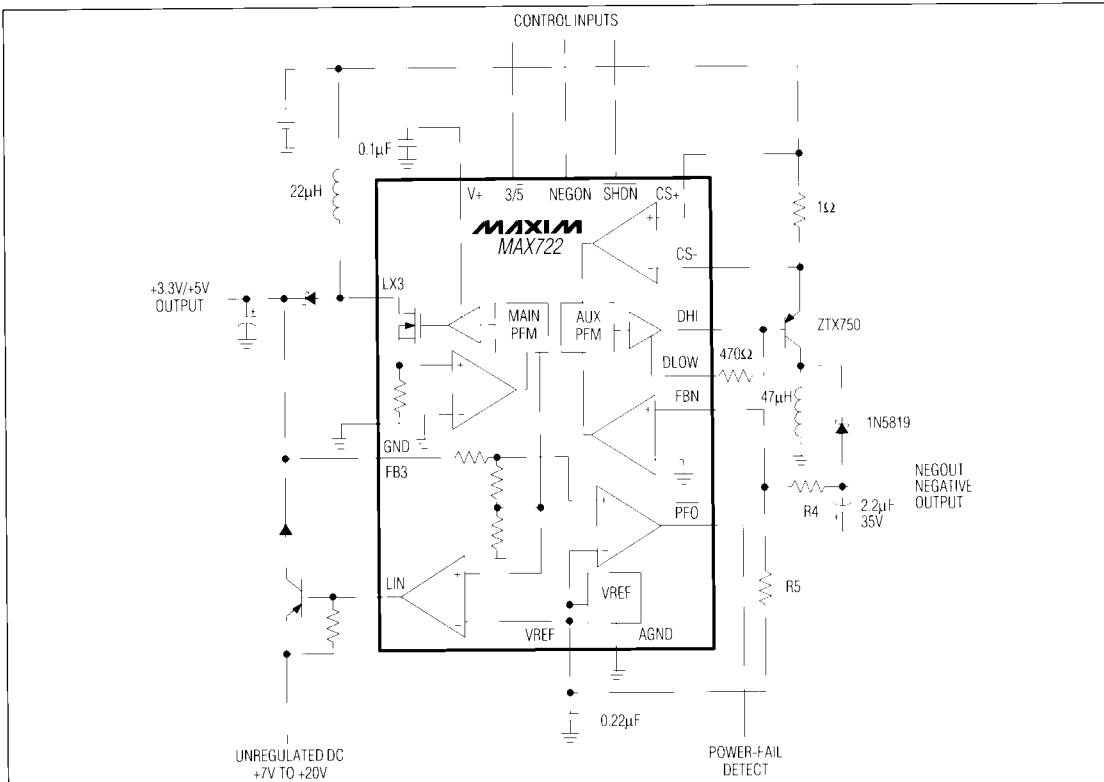 CONTROL INPUTS
0.1µF
22µH
V+ 3/5̅ NEGON S̅H̅D̅N̅ CS+
1Ω
MAXIM
MAX722
CS-
+3.3V/+5V
OUTPUT
LX3
MAIN
PFM
AUX
PFM
DHI
ZTX750
DLOW
470Ω
FBN
47µH
1N5819
GND
FB3
NEGOUT
NEGATIVE
OUTPUT
P̅F̅O̅
R4
2.2µF
35V
LIN
VREF
R5
VREF
AGND
0.22µF
UNREGULATED DC
+7V TO +20V
POWER-FAIL
DETECT